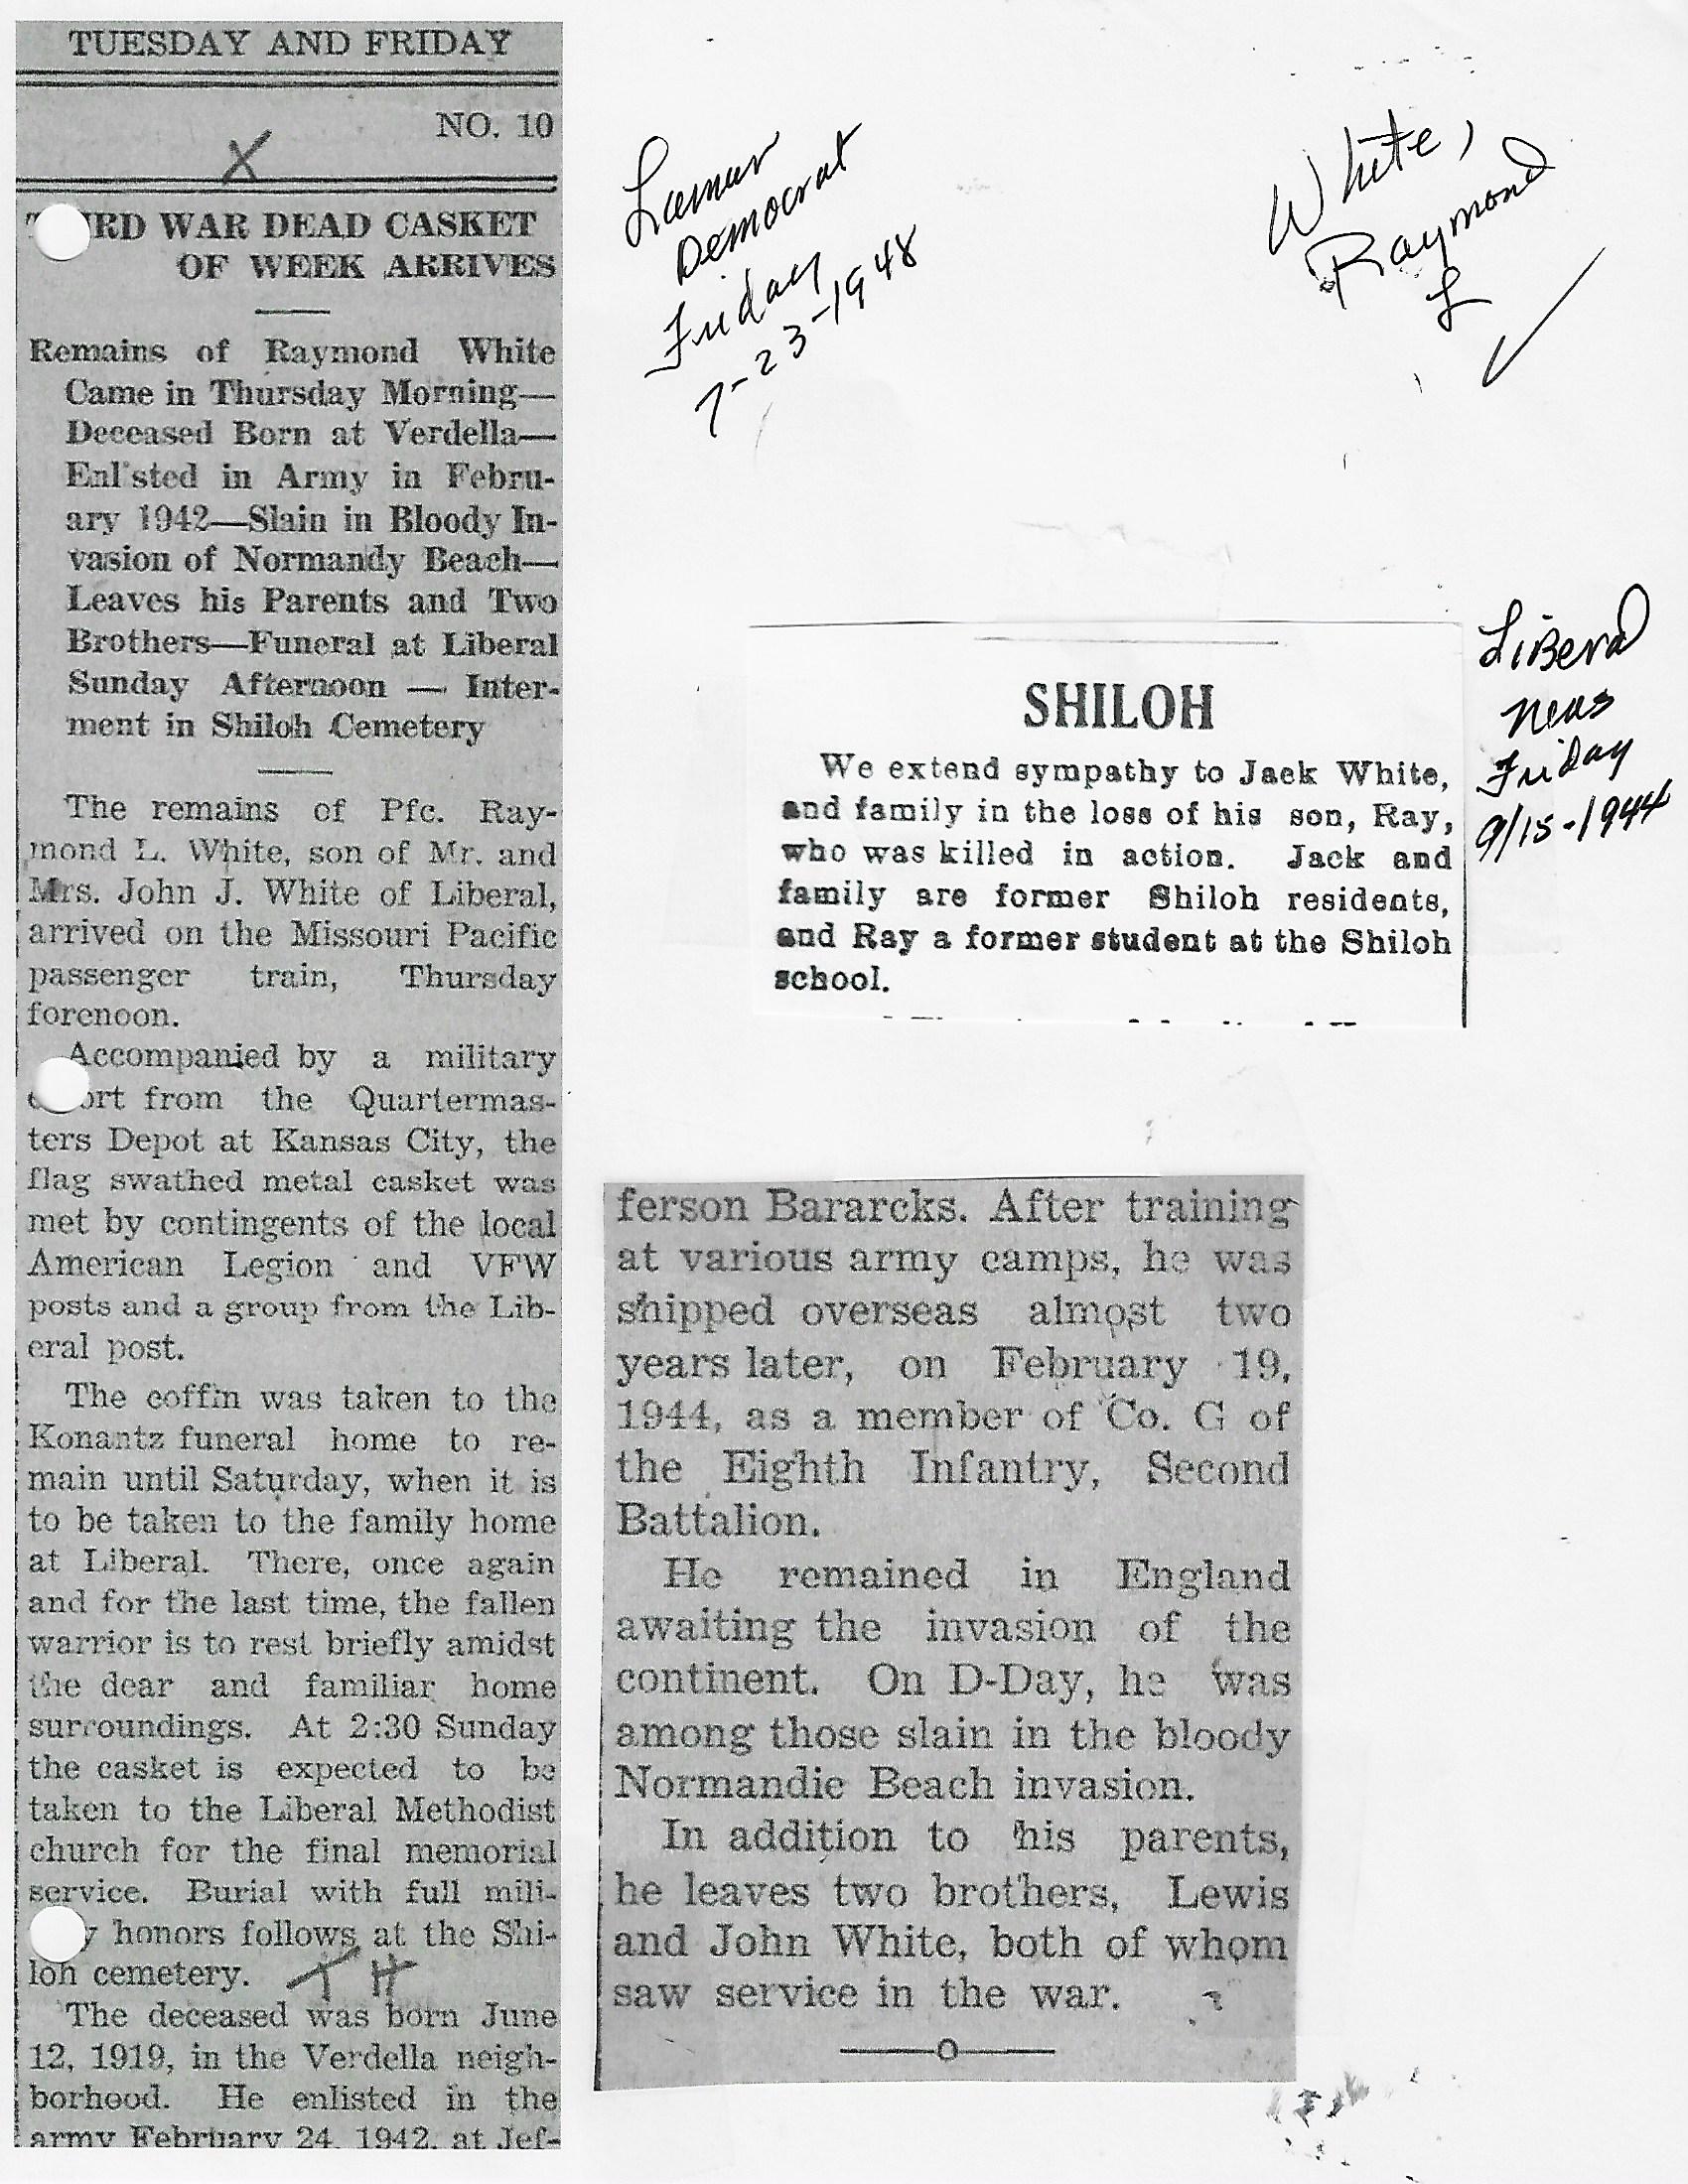 TUESDAY AND FRIDAY
NO. 10
X
RD WAR DEAD CASKET
OF WEEK ARRIVES
Remains of Raymond White
Came in Thursday Morning—
Deceased Born at Verdella—
Enl'sted in Army in Febru-
ary 1942—Slain in Bloody In-
vasion of Normandy Beach—
Leaves his Parents and Two
Brothers—Funeral at Liberal
Sunday Afternoon — Inter-
ment in Shiloh Cemetery
The remains of Pfc. Ray-
mond L. White, son of Mr. and
Mrs. John J. White of Liberal,
arrived on the Missouri Pacific
passenger train, Thursday
forenoon.
Accompanied by a military
ort from the Quartermas-
ters Depot at Kansas City, the
flag swathed metal casket was
met by contingents of the local
American Legion and VFW
posts and a group from the Lib-
eral post.
The coffin was taken to the
Konantz funeral home to re-
main until Saturday, when it is
to be taken to the family home
at Liberal. There, once again
and for the last time, the fallen
warrior is to rest briefly amidst
the dear and familiar home
surroundings. At 2:30 Sunday
the casket is expected to be
taken to the Liberal Methodist
church for the final memorial
service. Burial with full mili-
y honors follows at the Shi-
loh cemetery. TH
The deceased was born June
12, 1919, in the Verdella neigh-
borhood. He enlisted in the
army February 24, 1942, at Jef-
ferson Bararcks. After training
at various army camps, he was
shipped overseas almost two
years later, on February 19,
1944, as a member of Co. G of
the Eighth Infantry, Second
Battalion.
He remained in England
awaiting the invasion of the
continent. On D-Day, he was
among those slain in the bloody
Normandie Beach invasion.
In addition to his parents,
he leaves two brothers, Lewis
and John White, both of whom
saw service in the war.
Lamar
Democrat
Friday
7-23-1948
White,
Raymond
L
SHILOH
We extend sympathy to Jack White,
and family in the loss of his son, Ray,
who was killed in action. Jack and
family are former Shiloh residents,
and Ray a former student at the Shiloh
school.
Liberal
News
Friday
9/15-1944